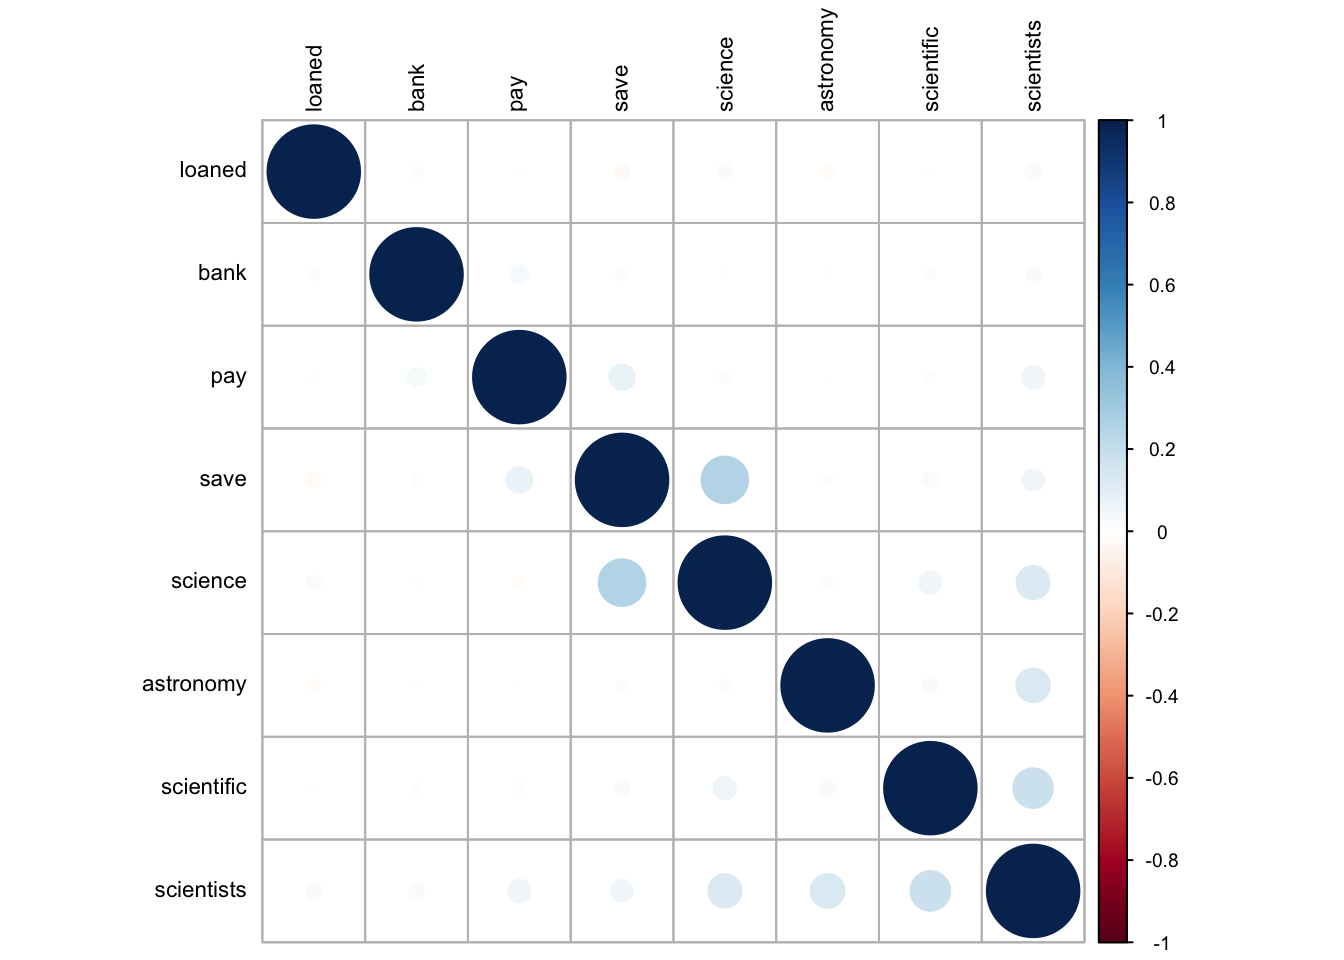 loaned
bank
pay
save
science
astronomy
scientific
scientists
loaned
bank
pay
save
science
astronomy
scientific
scientists
1
0.8
0.6
0.4
0.2
0
-0.2
-0.4
-0.6
-0.8
-1